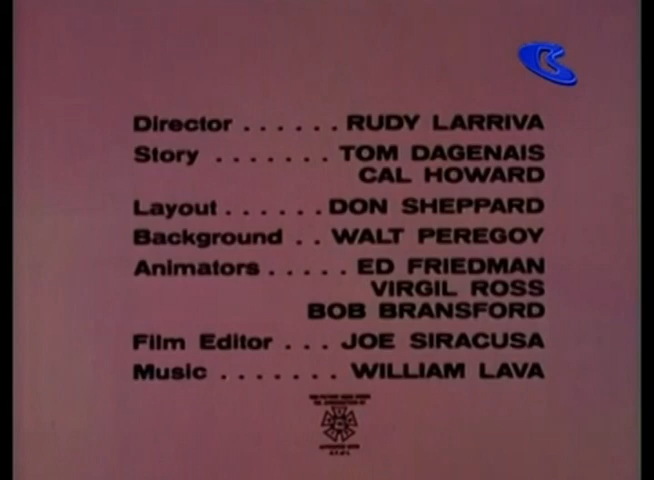 Director . . . . . . RUDY LARRIVA
Story . . . . . . . TOM DAGENAIS
CAL HOWARD
Layout . . . . . . DON SHEPPARD
Background . . WALT PEREGOY
Animators . . . . . ED FRIEDMAN
VIRGIL ROSS
BOB BRANSFORD
Film Editor . . . JOE SIRACUSA
Music . . . . . . . WILLIAM LAVA